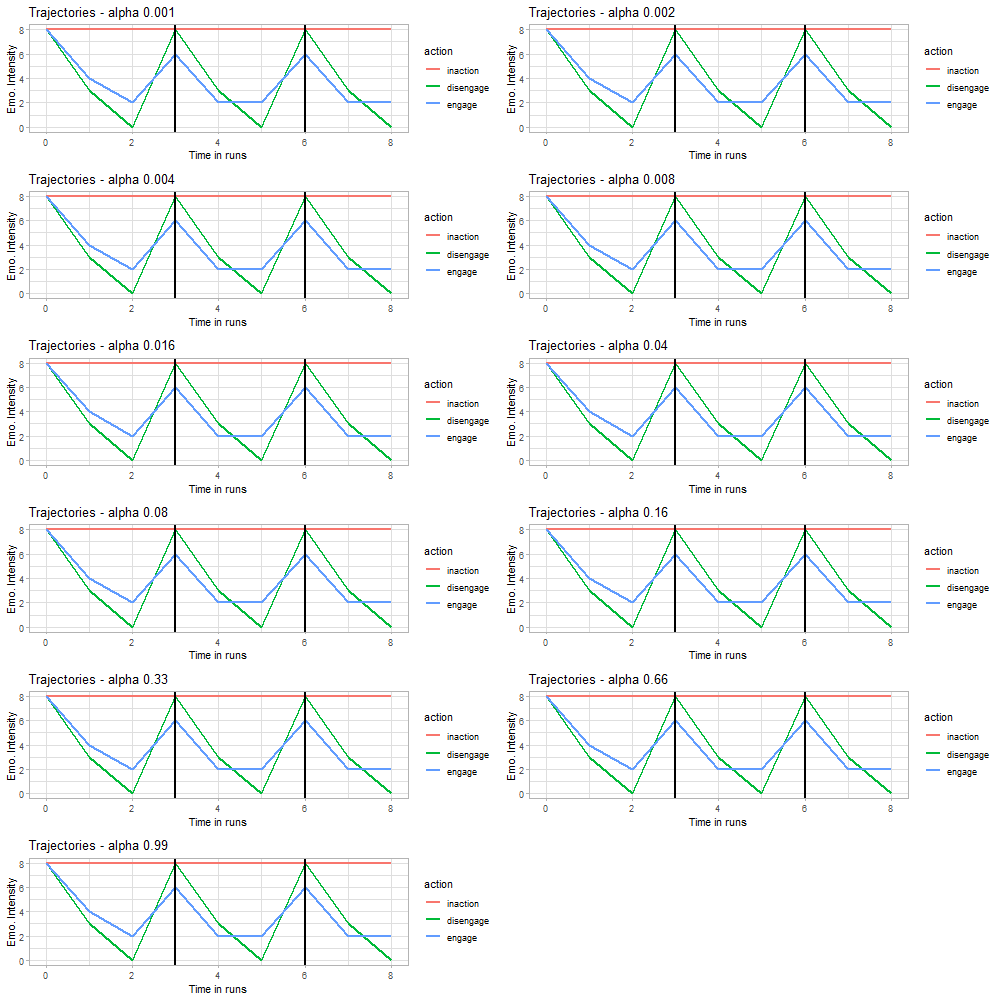 Trajectories - alpha 0.001
Emo. Intensity
8
6
4
2
0
0 2 4 6 8
Time in runs
action
inaction
disengage
engage
Trajectories - alpha 0.002
Emo. Intensity
8
6
4
2
0
0 2 4 6 8
Time in runs
action
inaction
disengage
engage
Trajectories - alpha 0.004
Emo. Intensity
8
6
4
2
0
0 2 4 6 8
Time in runs
action
inaction
disengage
engage
Trajectories - alpha 0.008
Emo. Intensity
8
6
4
2
0
0 2 4 6 8
Time in runs
action
inaction
disengage
engage
Trajectories - alpha 0.016
Emo. Intensity
8
6
4
2
0
0 2 4 6 8
Time in runs
action
inaction
disengage
engage
Trajectories - alpha 0.04
Emo. Intensity
8
6
4
2
0
0 2 4 6 8
Time in runs
action
inaction
disengage
engage
Trajectories - alpha 0.08
Emo. Intensity
8
6
4
2
0
0 2 4 6 8
Time in runs
action
inaction
disengage
engage
Trajectories - alpha 0.16
Emo. Intensity
8
6
4
2
0
0 2 4 6 8
Time in runs
action
inaction
disengage
engage
Trajectories - alpha 0.33
Emo. Intensity
8
6
4
2
0
0 2 4 6 8
Time in runs
action
inaction
disengage
engage
Trajectories - alpha 0.66
Emo. Intensity
8
6
4
2
0
0 2 4 6 8
Time in runs
action
inaction
disengage
engage
Trajectories - alpha 0.99
Emo. Intensity
8
6
4
2
0
0 2 4 6 8
Time in runs
action
inaction
disengage
engage